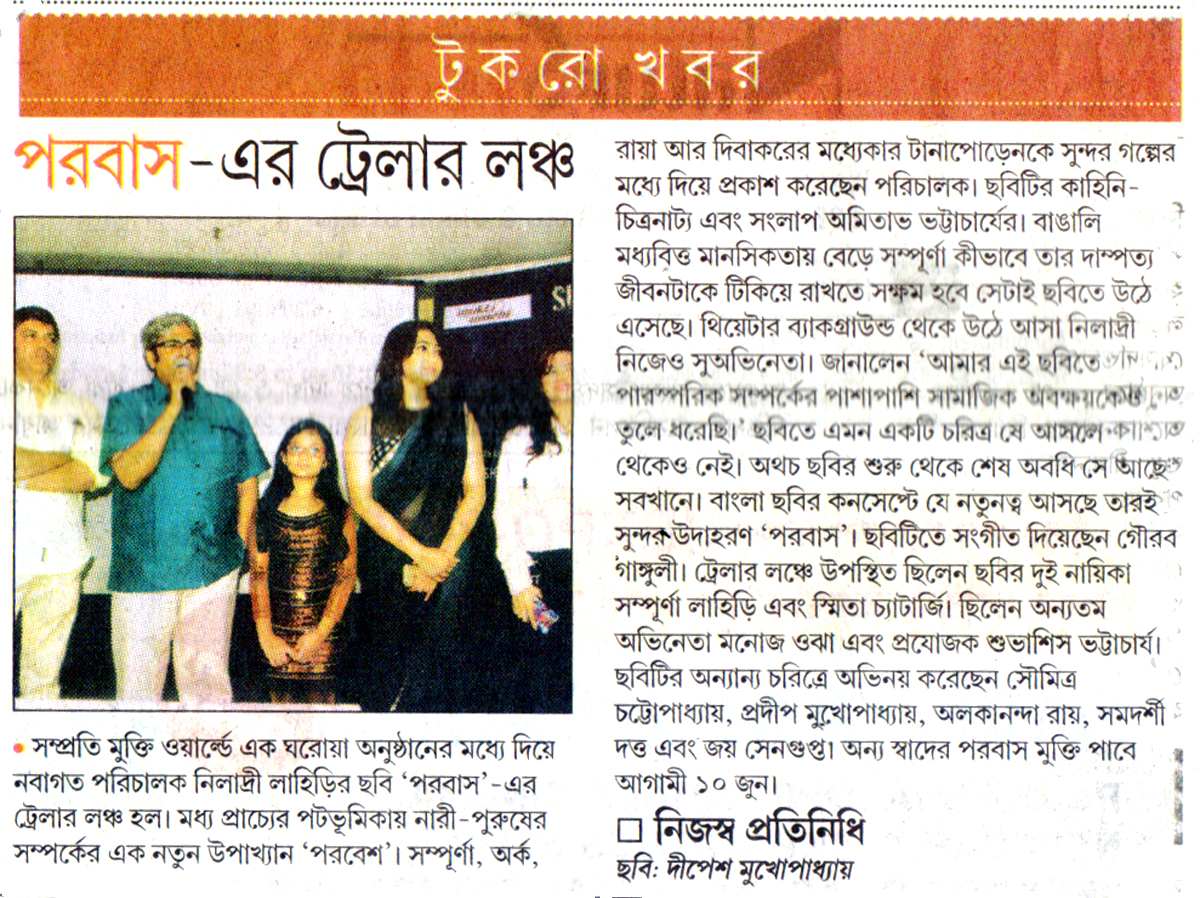 টুকরো খবর
পরবাস-এর ট্রেলার লঞ্চ
• সম্প্রতি মুক্তি ওয়ার্ল্ডে এক ঘরোয়া অনুষ্ঠানের মধ্যে দিয়ে
নবাগত পরিচালক নিলাদ্রী লাহিড়ির ছবি ‘পরবাস’-এর
ট্রেলার লঞ্চ হল। মধ্য প্রাচ্যের পটভূমিকায় নারী-পুরুষের
সম্পর্কের এক নতুন উপাখ্যান ‘পরবেশ’। সম্পূর্ণা, অর্ক,
রায়া আর দিবাকরের মধ্যেকার টানাপোড়েনকে সুন্দর গল্পের
মধ্যে দিয়ে প্রকাশ করেছেন পরিচালক। ছবিটির কাহিনি-
চিত্রনাট্য এবং সংলাপ অমিতাভ ভট্টাচার্যের। বাঙালি
মধ্যবিত্ত মানসিকতায় বেড়ে সম্পূর্ণা কীভাবে তার দাম্পত্য
জীবনটাকে টিকিয়ে রাখতে সক্ষম হবে সেটাই ছবিতে উঠে
এসেছে। থিয়েটার ব্যাকগ্রাউন্ড থেকে উঠে আসা নিলাদ্রী
নিজেও সুঅভিনেতা। জানালেন ‘আমার এই ছবিতে
পারস্পরিক সম্পর্কের পাশাপাশি সামাজিক অবক্ষয়কেও
তুলে ধরেছি।’ ছবিতে এমন একটি চরিত্র যে আসলে
থেকেও নেই। অথচ ছবির শুরু থেকে শেষ অবধি সে আছে
সবখানে। বাংলা ছবির কনসেপ্টে যে নতুনত্ব আসছে তারই
সুন্দর উদাহরণ ‘পরবাস’। ছবিটিতে সংগীত দিয়েছেন গৌরব
গাঙ্গুলী। ট্রেলার লঞ্চে উপস্থিত ছিলেন ছবির দুই নায়িকা
সম্পূর্ণা লাহিড়ি এবং স্মিতা চ্যাটার্জি। ছিলেন অন্যতম
অভিনেতা মনোজ ওঝা এবং প্রযোজক শুভাশিস ভট্টাচার্য।
ছবিটির অন্যান্য চরিত্রে অভিনয় করেছেন সৌমিত্র
চট্টোপাধ্যায়, প্রদীপ মুখোপাধ্যায়, অলকানন্দা রায়, সমদর্শী
দত্ত এবং জয় সেনগুপ্ত। অন্য স্বাদের পরবাস মুক্তি পাবে
আগামী ১০ জুন।
□ নিজস্ব প্রতিনিধি
ছবি: দীপেশ মুখোপাধ্যায়